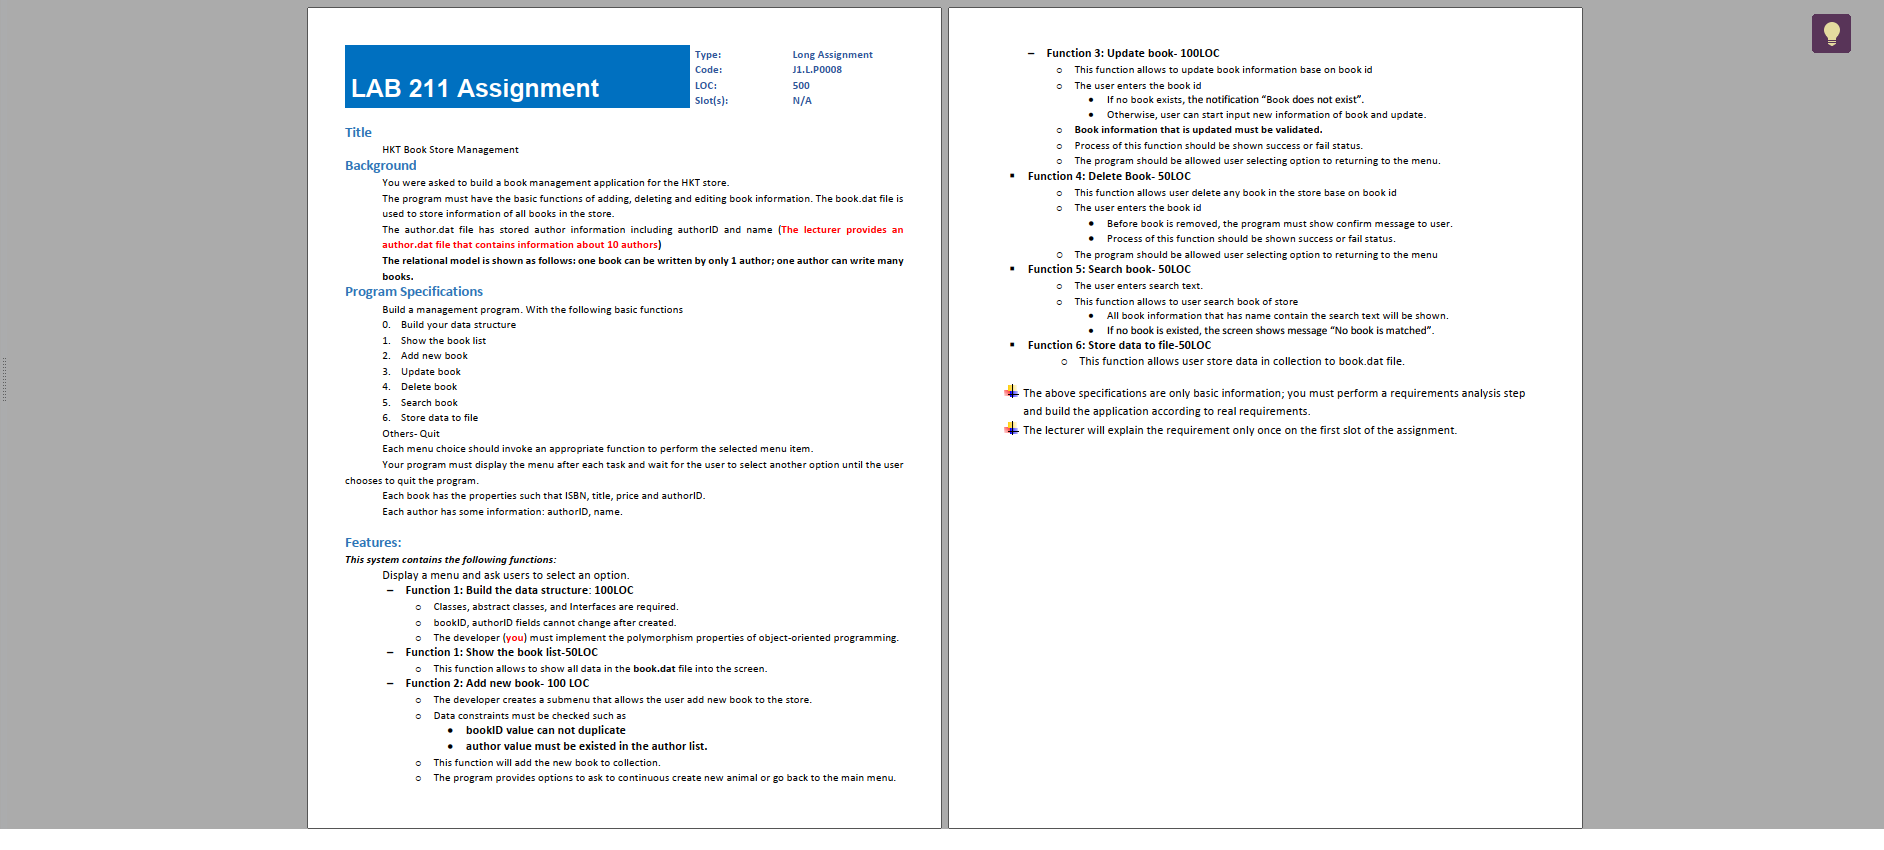 LAB 211 Assignment
Type: Long Assignment
Code: J1.L.P0008
LOC: 500
Slot(s): N/A
Title
HKT Book Store Management
Background
You were asked to build a book management application for the HKT store.
The program must have the basic functions of adding, deleting and editing book information. The book.dat file is
used to store information of all books in the store.
The author.dat file has stored author information including authorID and name (The lecturer provides an
author.dat file that contains information about 10 authors)
The relational model is shown as follows: one book can be written by only 1 author; one author can write many
books.
Program Specifications
Build a management program. With the following basic functions
0. Build your data structure
1. Show the book list
2. Add new book
3. Update book
4. Delete book
5. Search book
6. Store data to file
Others- Quit
Each menu choice should invoke an appropriate function to perform the selected menu item.
Your program must display the menu after each task and wait for the user to select another option until the user
chooses to quit the program.
Each book has the properties such that ISBN, title, price and authorID.
Each author has some information: authorID, name.
Features:
This system contains the following functions:
Display a menu and ask users to select an option.
– Function 1: Build the data structure: 100LOC
o Classes, abstract classes, and Interfaces are required.
o bookID, authorID fields cannot change after created.
o The developer (you) must implement the polymorphism properties of object-oriented programming.
– Function 1: Show the book list-50LOC
o This function allows to show all data in the book.dat file into the screen.
– Function 2: Add new book- 100 LOC
o The developer creates a submenu that allows the user add new book to the store.
o Data constraints must be checked such as
• bookID value can not duplicate
• author value must be existed in the author list.
o This function will add the new book to collection.
o The program provides options to ask to continuous create new animal or go back to the main menu.
– Function 3: Update book- 100LOC
o This function allows to update book information base on book id
o The user enters the book id
• If no book exists, the notification “Book does not exist”.
• Otherwise, user can start input new information of book and update.
o Book information that is updated must be validated.
o Process of this function should be shown success or fail status.
o The program should be allowed user selecting option to returning to the menu.
▪ Function 4: Delete Book- 50LOC
o This function allows user delete any book in the store base on book id
o The user enters the book id
• Before book is removed, the program must show confirm message to user.
• Process of this function should be shown success or fail status.
o The program should be allowed user selecting option to returning to the menu
▪ Function 5: Search book- 50LOC
o The user enters search text.
o This function allows to user search book of store
• All book information that has name contain the search text will be shown.
• If no book is existed, the screen shows message “No book is matched”.
▪ Function 6: Store data to file-50LOC
o This function allows user store data in collection to book.dat file.
The above specifications are only basic information; you must perform a requirements analysis step
and build the application according to real requirements.
The lecturer will explain the requirement only once on the first slot of the assignment.